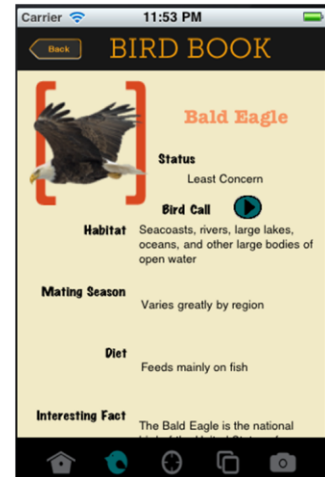 Carrier 11:53 PM
Back BIRD BOOK
Bald Eagle
Status
Least Concern
Bird Call
Habitat Seacoasts, rivers, large lakes,
oceans, and other large bodies of
open water
Mating Season
Varies greatly by region
Diet
Feeds mainly on fish
Interesting Fact
The Bald Eagle is the national